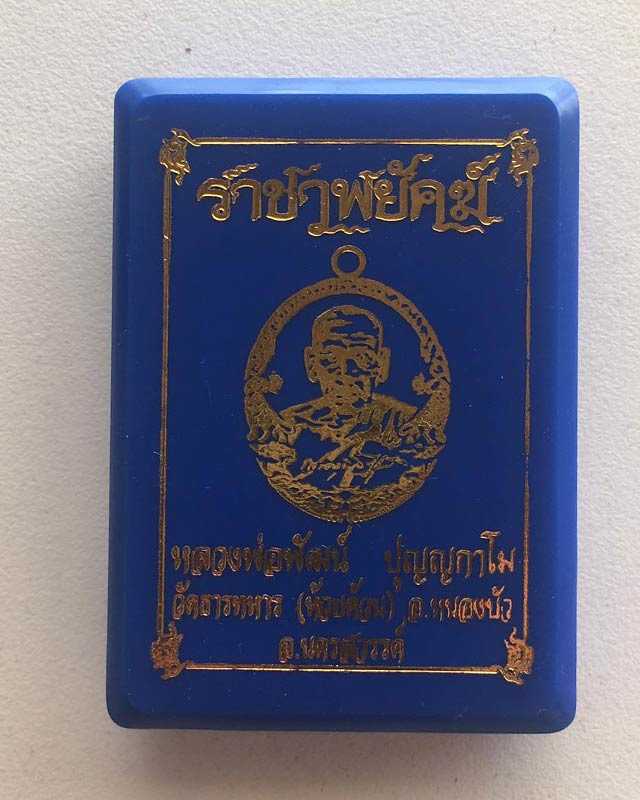 ราชาพยัคฆ์
หลวงพ่อพัฒน์ ปุญญกาโม
วัดธารทหาร (ห้วยด้วน) อ.หนองบัว
จ.นครสวรรค์